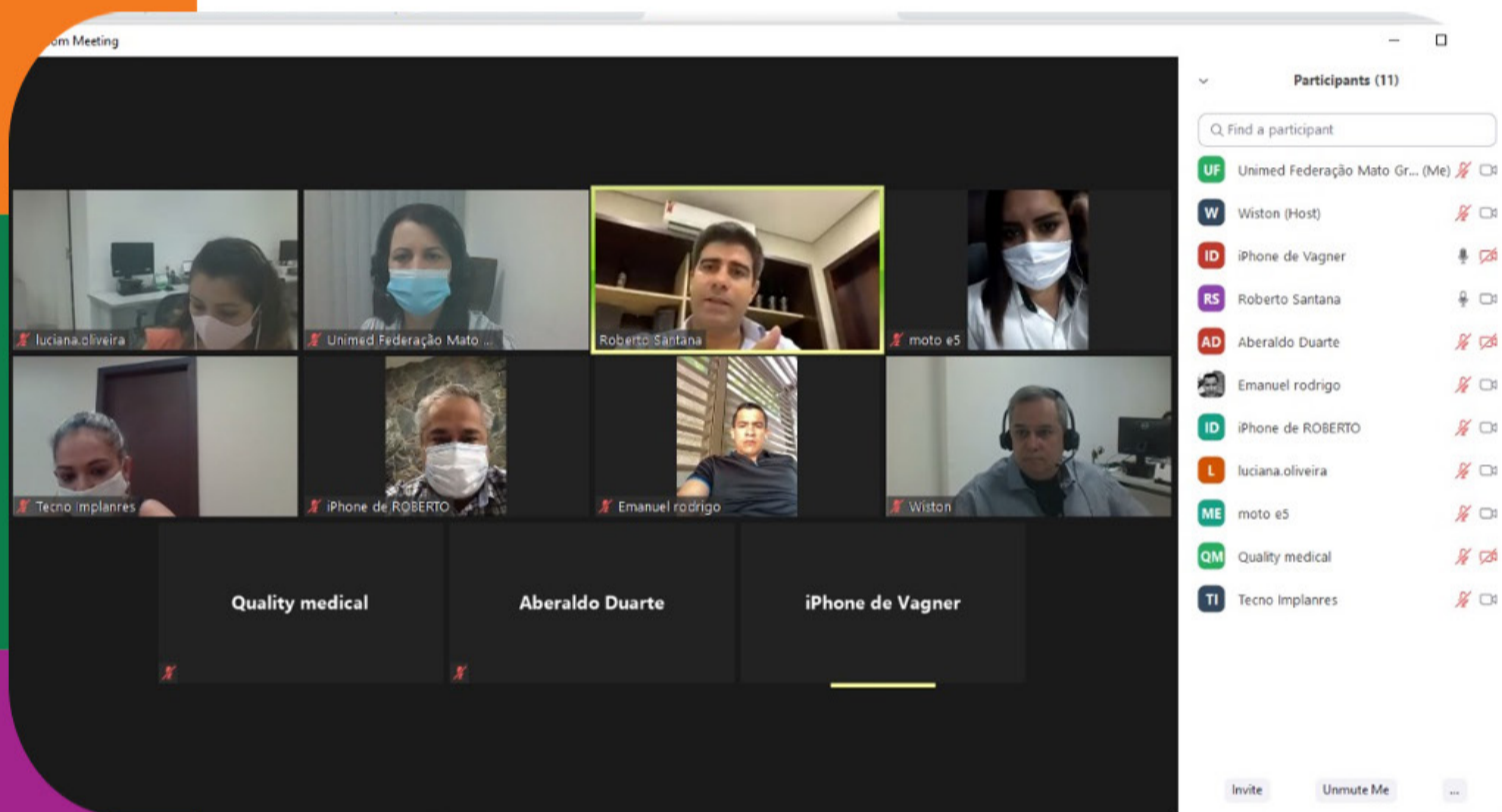 om Meeting
Participants (11)
Find a participant
UF Unimed Federação Mato Gr... (Me)
W Wiston (Host)
ID iPhone de Vagner
RS Roberto Santana
AD Aberaldo Duarte
Emanuel rodrigo
ID iPhone de ROBERTO
L luciana.oliveira
ME moto e5
QM Quality medical
TI Tecno Implanres
luciana.oliveira
Unimed Federação Mato ...
Roberto Santana
moto e5
Tecno Implanres
iPhone de ROBERTO
Emanuel rodrigo
Wiston
Quality medical
Aberaldo Duarte
iPhone de Vagner
Invite
Unmute Me
...